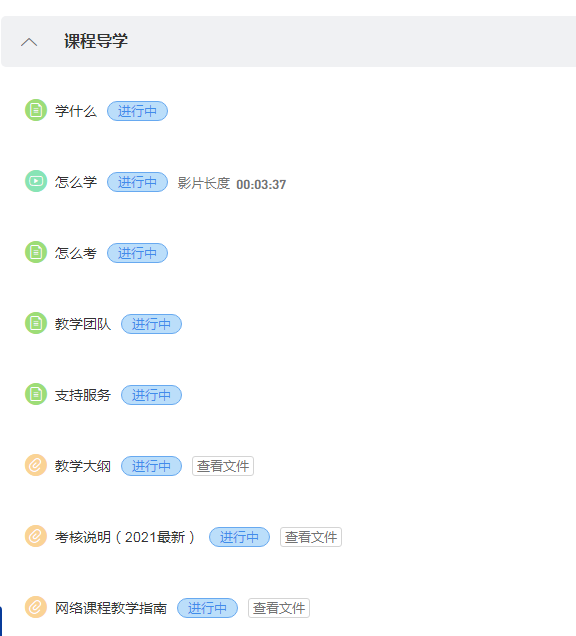 课程导学
学什么 进行中
怎么学 进行中 影片长度 00:03:37
怎么考 进行中
教学团队 进行中
支持服务 进行中
教学大纲 进行中 查看文件
考核说明（2021最新） 进行中 查看文件
网络课程教学指南 进行中 查看文件